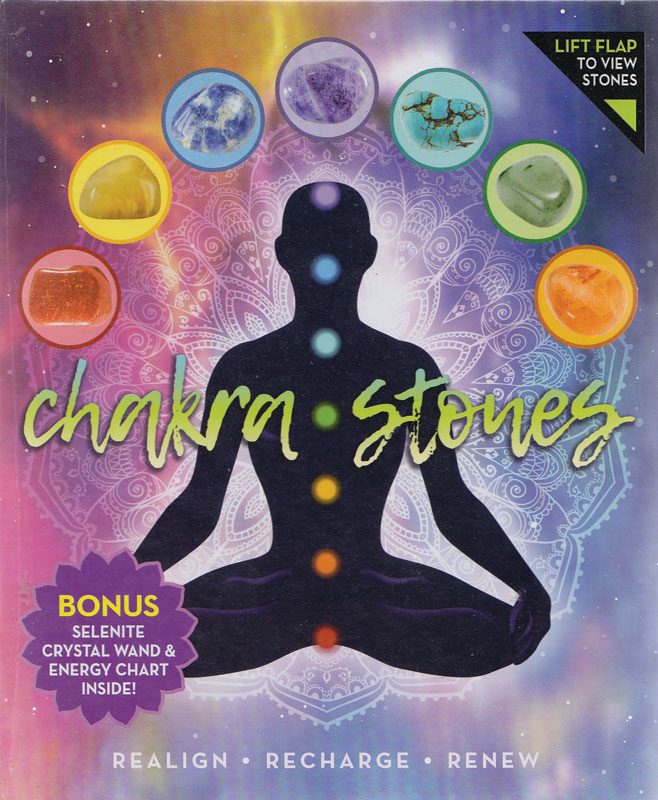 LIFT FLAP
TO VIEW
STONES
chakra stones
BONUS
SELENITE
CRYSTAL WAND &
ENERGY CHART
INSIDE!
REALIGN • RECHARGE • RENEW